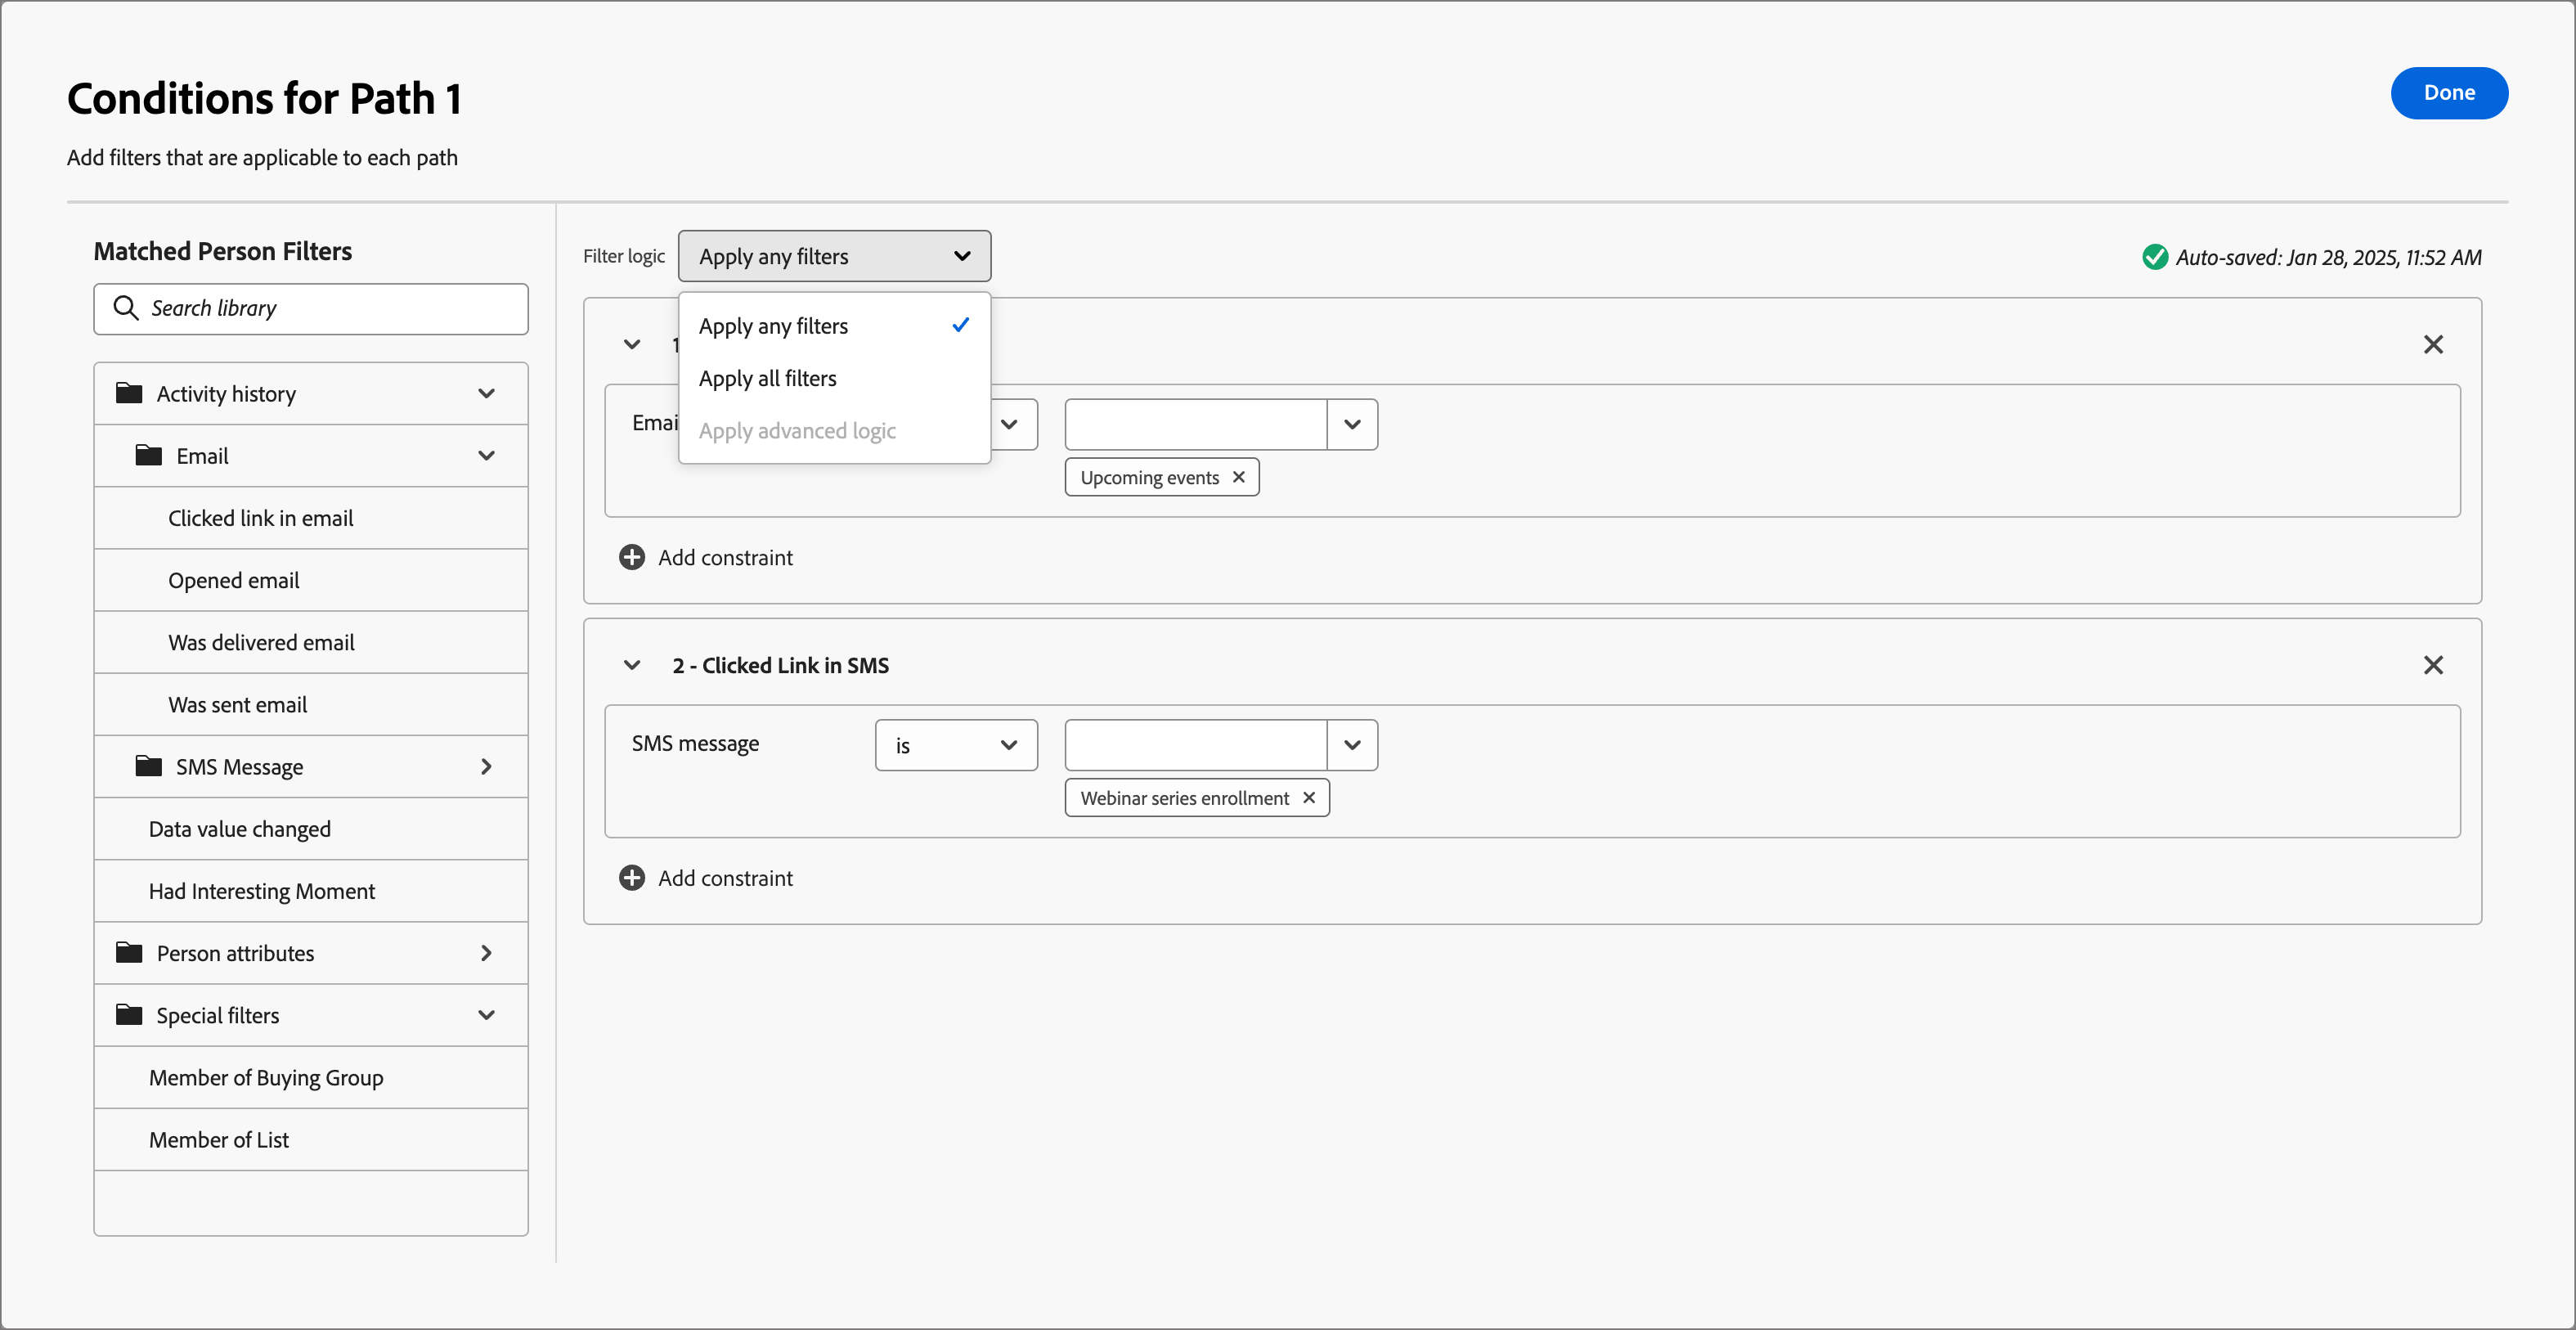 Conditions for Path 1
Done
Add filters that are applicable to each path
Matched Person Filters
Search library
Activity history
Email
Clicked link in email
Opened email
Was delivered email
Was sent email
SMS Message
Data value changed
Had Interesting Moment
Person attributes
Special filters
Member of Buying Group
Member of List
Filter logic
Apply any filters
Auto-saved: Jan 28, 2025, 11:52 AM
Apply any filters
Apply all filters
Apply advanced logic
Upcoming events
Add constraint
2 - Clicked Link in SMS
SMS message
is
Webinar series enrollment
Add constraint